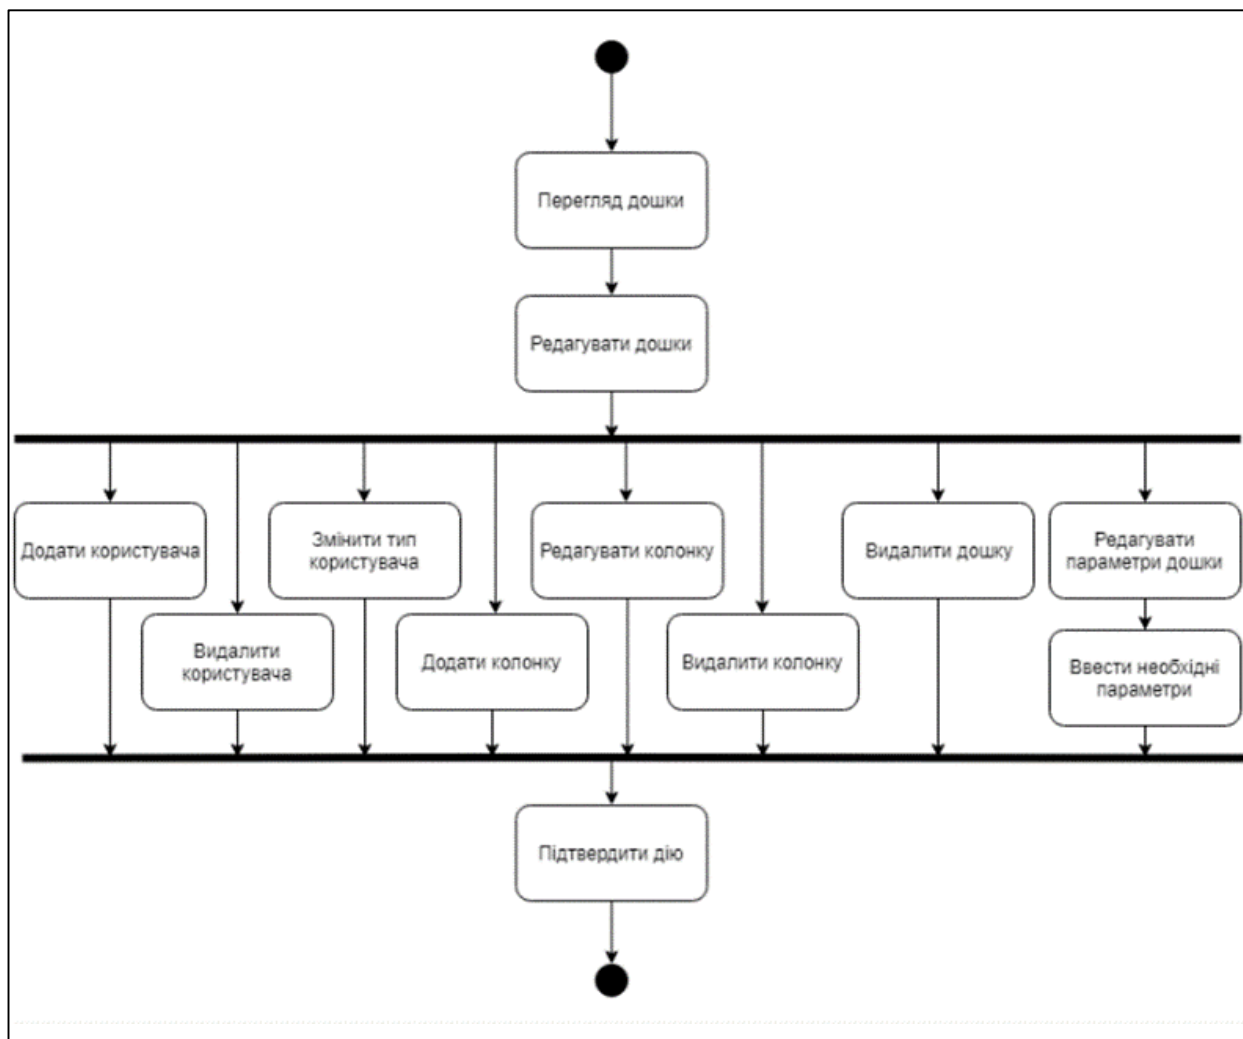 Перегляд дошки
Редагувати дошки
Додати користувача
Змінити тип
користувача
Редагувати колонку
Видалити дошку
Редагувати
параметри дошки
Видалити
користувача
Додати колонку
Видалити колонку
Ввести необхідні
параметри
Підтвердити дію